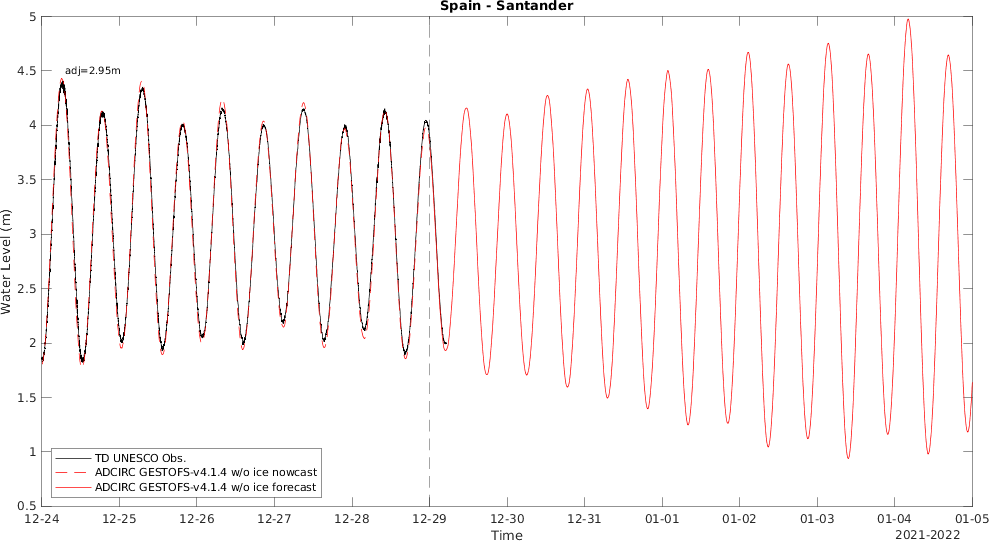 Spain - Santander
adj=2.95m
Water Level (m)
5
4.5
4
3.5
3
2.5
2
1.5
1
0.5
TD UNESCO Obs.
ADCIRC GESTOFS-v4.1.4 w/o ice nowcast
ADCIRC GESTOFS-v4.1.4 w/o ice forecast
12-24 12-25 12-26 12-27 12-28 12-29 12-30 12-31 01-01 01-02 01-03 01-04 01-05
Time
2021-2022